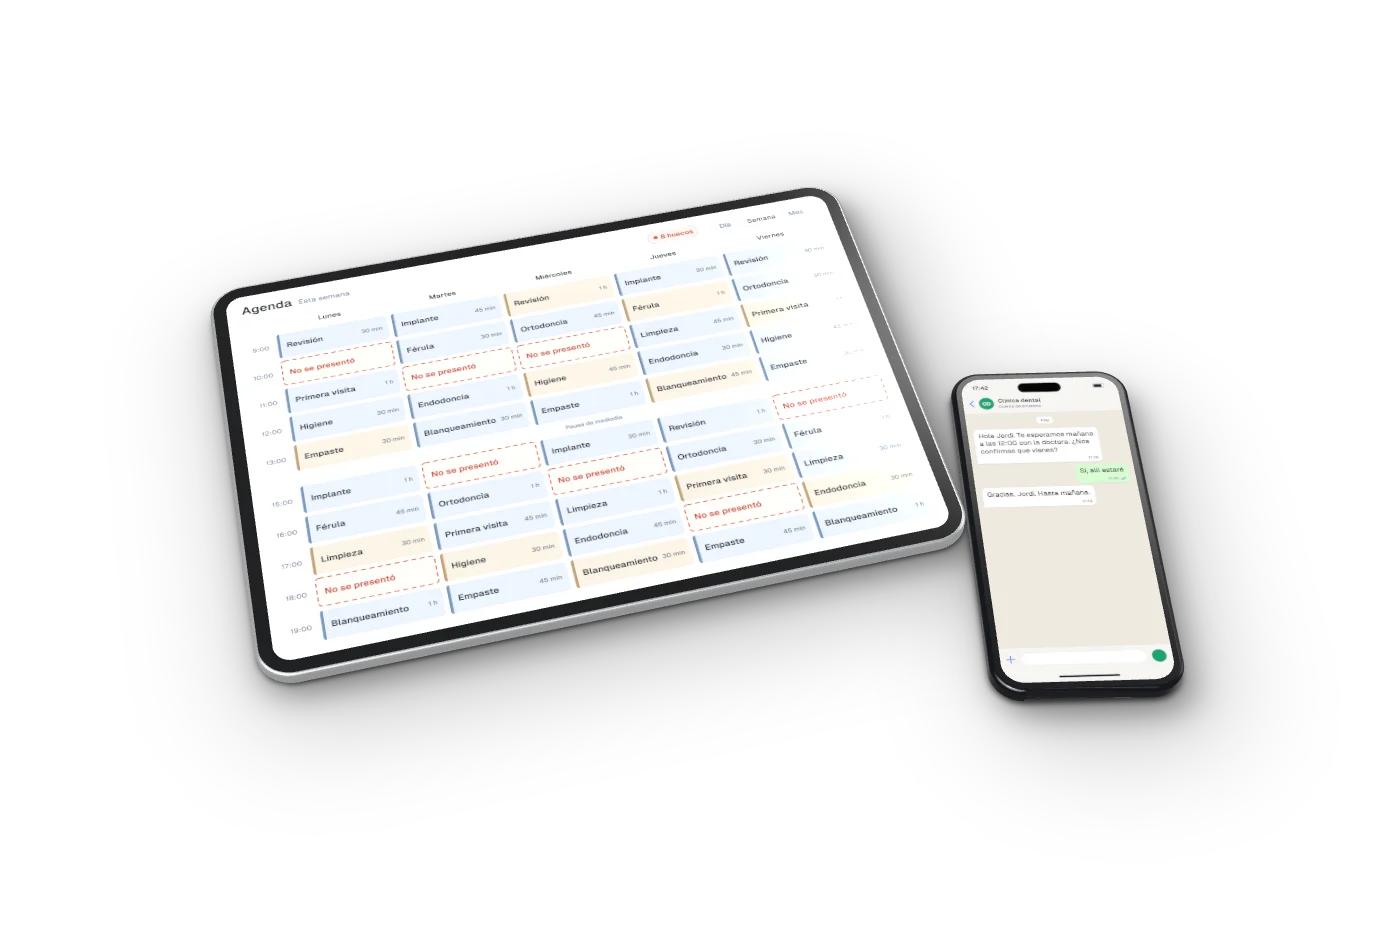 Agenda Esta semana
8 huecos
Día Semana Mes
Lunes
Martes
Miércoles
Jueves
Viernes
9:00
10:00
11:00
12:00
13:00
15:00
16:00
17:00
18:00
19:00
Revisión 30 min
No se presentó
Primera visita 1 h
Higiene 30 min
Empaste 30 min
Implante 1 h
Férula 45 min
Limpieza 30 min
No se presentó
Blanqueamiento 1 h
Implante 45 min
Férula 30 min
No se presentó
Endodoncia 1 h
Blanqueamiento 30 min
No se presentó
Ortodoncia 1 h
Primera visita 45 min
Higiene 30 min
Empaste 45 min
Revisión 1 h
Ortodoncia 45 min
No se presentó
Higiene 45 min
Empaste 1 h
Pausa de mediodía
Implante 30 min
No se presentó
Limpieza 1 h
Endodoncia 45 min
Blanqueamiento 30 min
Implante 30 min
Férula 1 h
Limpieza 45 min
Endodoncia 30 min
Blanqueamiento 45 min
Revisión 1 h
Ortodoncia 30 min
Primera visita 30 min
No se presentó
Empaste 45 min
Revisión
Ortodoncia 30 min
Primera visita
Higiene
Empaste
No se presentó
Férula 1 h
Limpieza 30 min
Endodoncia 30 min
Blanqueamiento 1 h
17:42
CD
Clínica dental
Hoy
Hola Jordi. Te esperamos mañana
a las 12:00 con la doctora. ¿Nos
confirmas que vienes?
Sí, allí estaré
Gracias, Jordi. Hasta mañana.